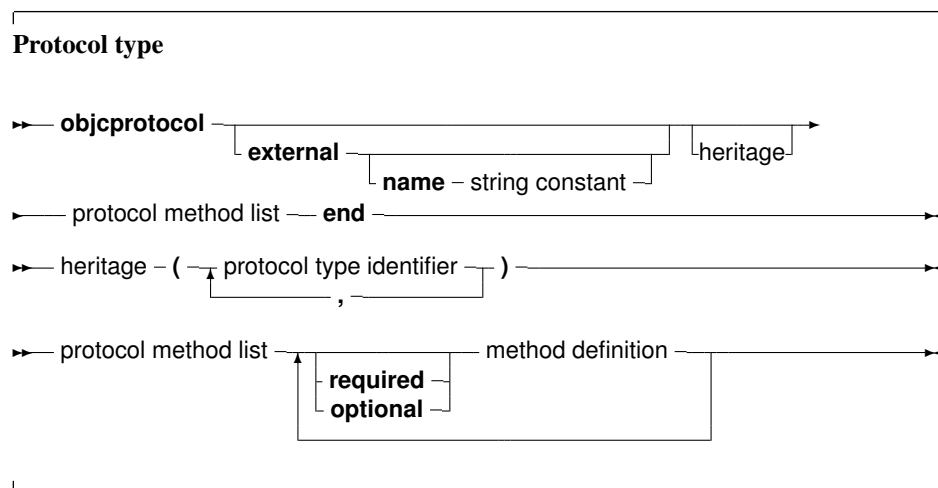 Protocol type
objcprotocol
external
heritage
name string constant
protocol method list end
heritage ( protocol type identifier )
,
protocol method list method definition
required
optional